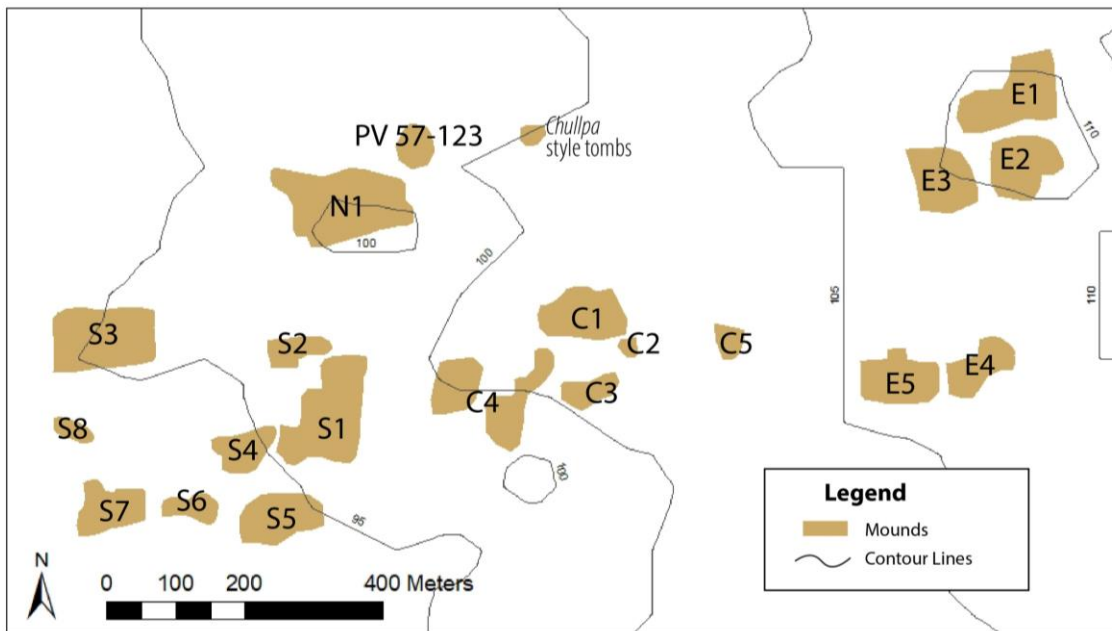 E1
110
PV 57-123
Chullpa
style tombs
E2
E3
N1
100
100
105
110
C1
S3
S2
C2
C5
E4
E5
C3
C4
S1
S8
S4
100
S6
S7
S5
95
Legend
Mounds
Contour Lines
N
0 100 200 400 Meters